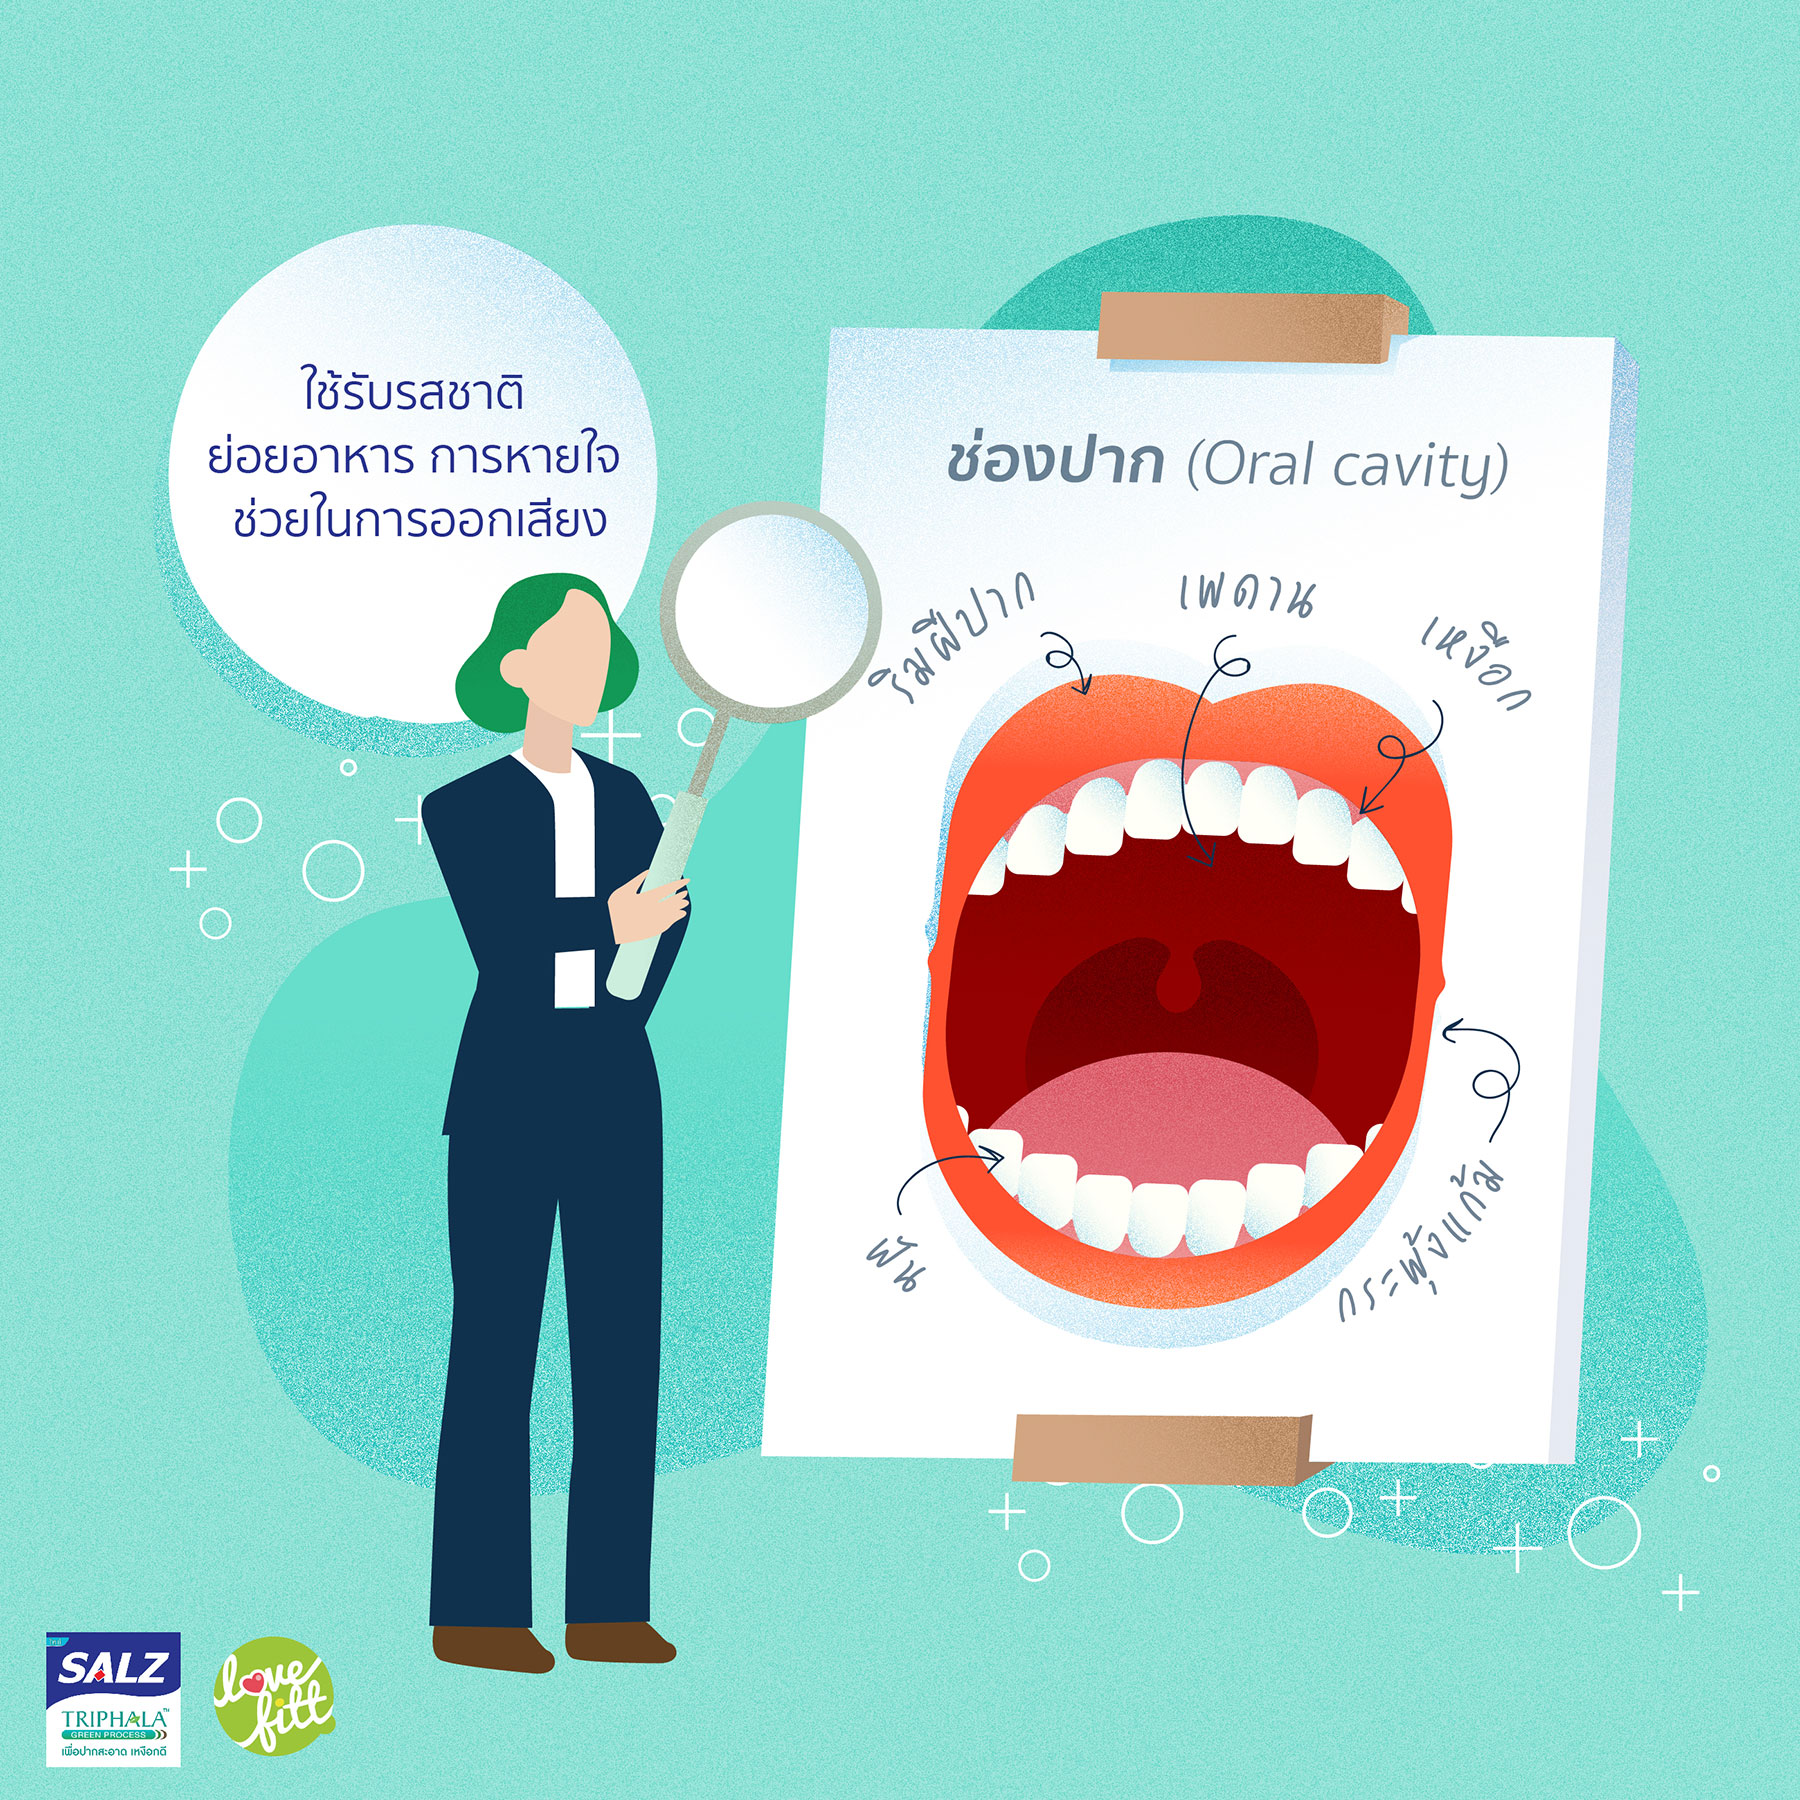 ใช้รับรสชาติ
ย่อยอาหาร การหายใจ
ช่วยในการออกเสียง
ช่องปาก (Oral cavity)
ริมฝีปาก
เพดาน
เหงือก
ฟัน
กระพุ้งแก้ม
SALZ
TRIPHALA™
GREEN PROCESS
เพื่อปากสะอาด เหงือกดี
love
fitt